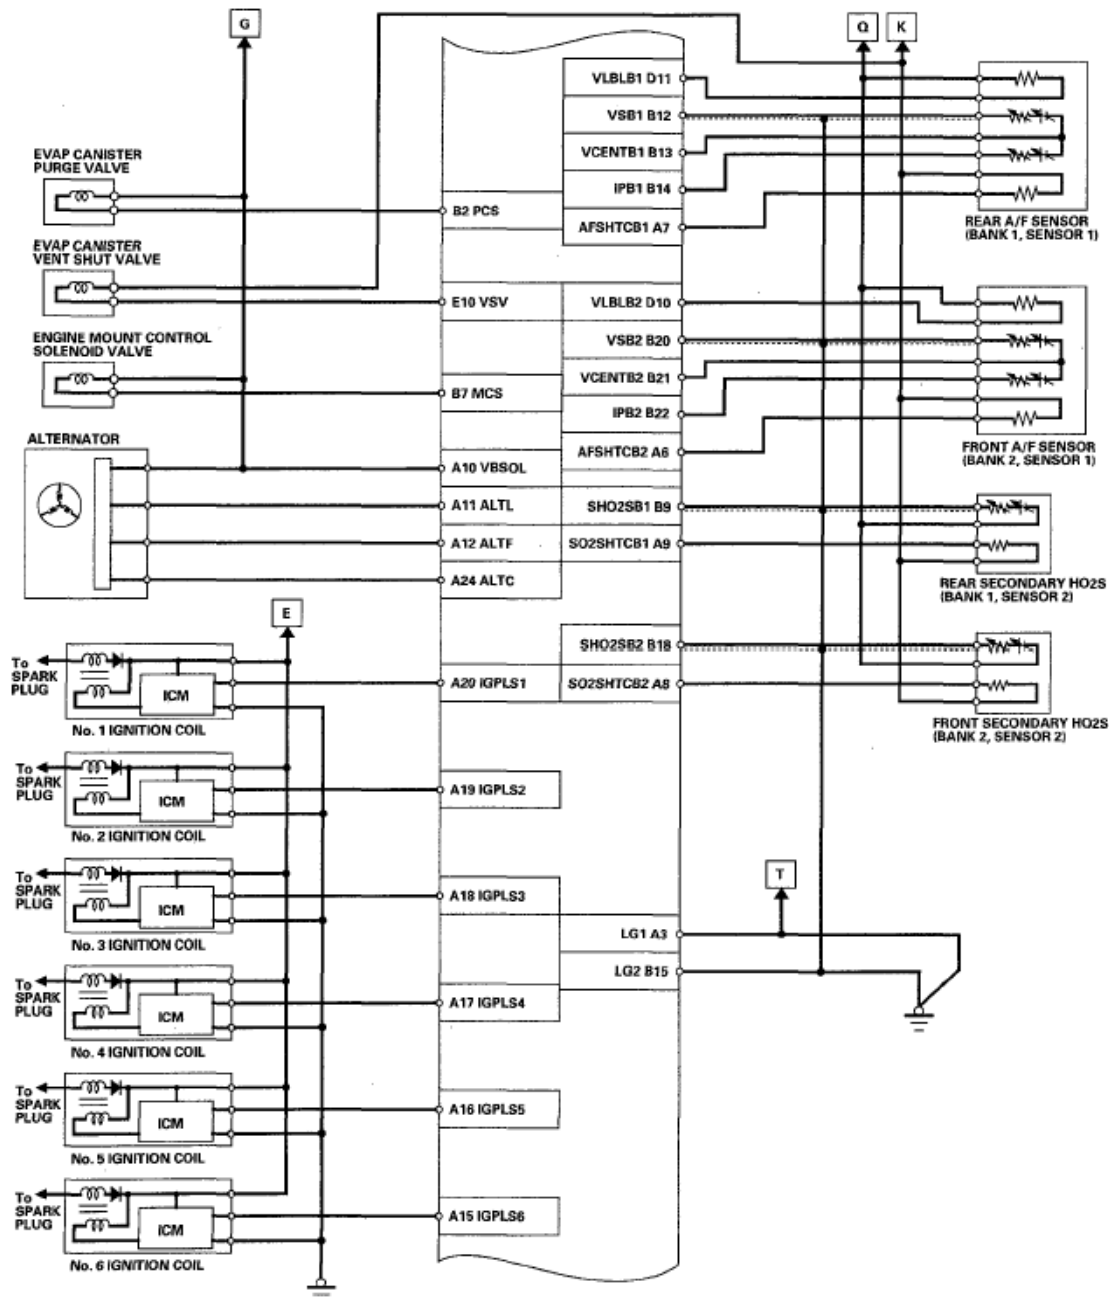 G
Q
K
VLBLB1 D11
VSB1 B12
VCENTB1 B13
IPB1 B14
AFSHTCB1 A7
REAR A/F SENSOR
(BANK 1, SENSOR 1)
EVAP CANISTER
PURGE VALVE
B2 PCS
EVAP CANISTER
VENT SHUT VALVE
E10 VSV
VLBLB2 D10
VSB2 B20
VCENTB2 B21
IPB2 B22
AFSHTCB2 A6
FRONT A/F SENSOR
(BANK 2, SENSOR 1)
ENGINE MOUNT CONTROL
SOLENOID VALVE
B7 MCS
ALTERNATOR
A10 VBSOL
A11 ALTL
A12 ALTF
A24 ALTC
SHO2SB1 B9
SO2SHTCB1 A9
REAR SECONDARY HO2S
(BANK 1, SENSOR 2)
E
SHO2SB2 B18
SO2SHTCB2 A8
FRONT SECONDARY HO2S
(BANK 2, SENSOR 2)
To
SPARK
PLUG
ICM
A20 IGPLS1
No. 1 IGNITION COIL
To
SPARK
PLUG
ICM
A19 IGPLS2
No. 2 IGNITION COIL
To
SPARK
PLUG
ICM
A18 IGPLS3
No. 3 IGNITION COIL
T
LG1 A3
LG2 B15
To
SPARK
PLUG
ICM
A17 IGPLS4
No. 4 IGNITION COIL
To
SPARK
PLUG
ICM
A16 IGPLS5
No. 5 IGNITION COIL
To
SPARK
PLUG
ICM
A15 IGPLS6
No. 6 IGNITION COIL